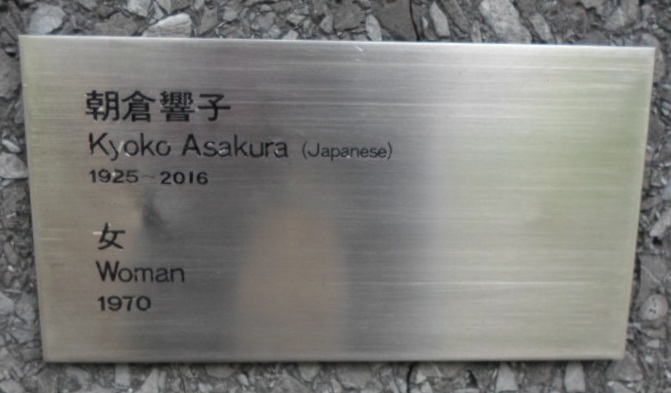 朝倉響子
Kyoko Asakura (Japanese)
1925~2016
女
Woman
1970